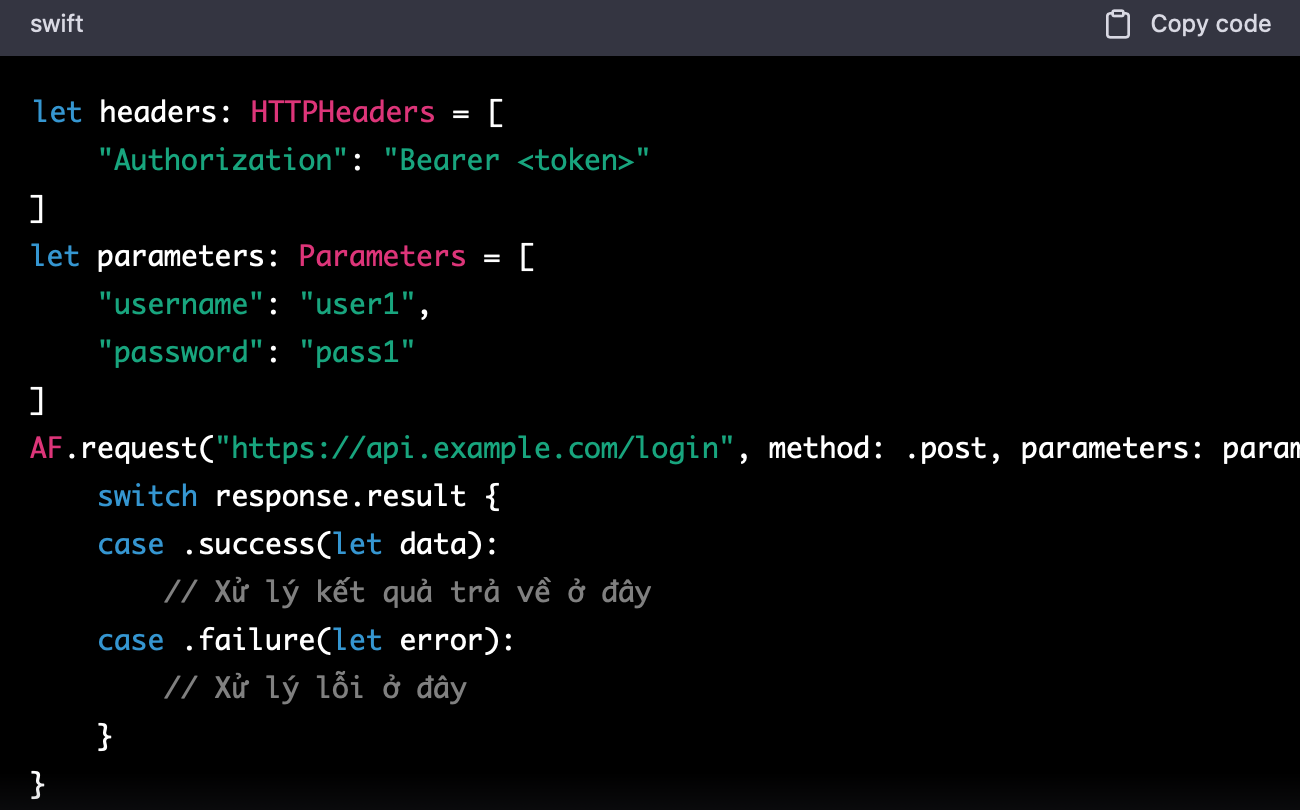 swift
Copy code
let headers: HTTPHeaders = [
    "Authorization": "Bearer <token>"
]
let parameters: Parameters = [
    "username": "user1",
    "password": "pass1"
]
AF.request("https://api.example.com/login", method: .post, parameters: param
    switch response.result {
    case .success(let data):
        // Xử lý kết quả trả về ở đây
    case .failure(let error):
        // Xử lý lỗi ở đây
    }
}